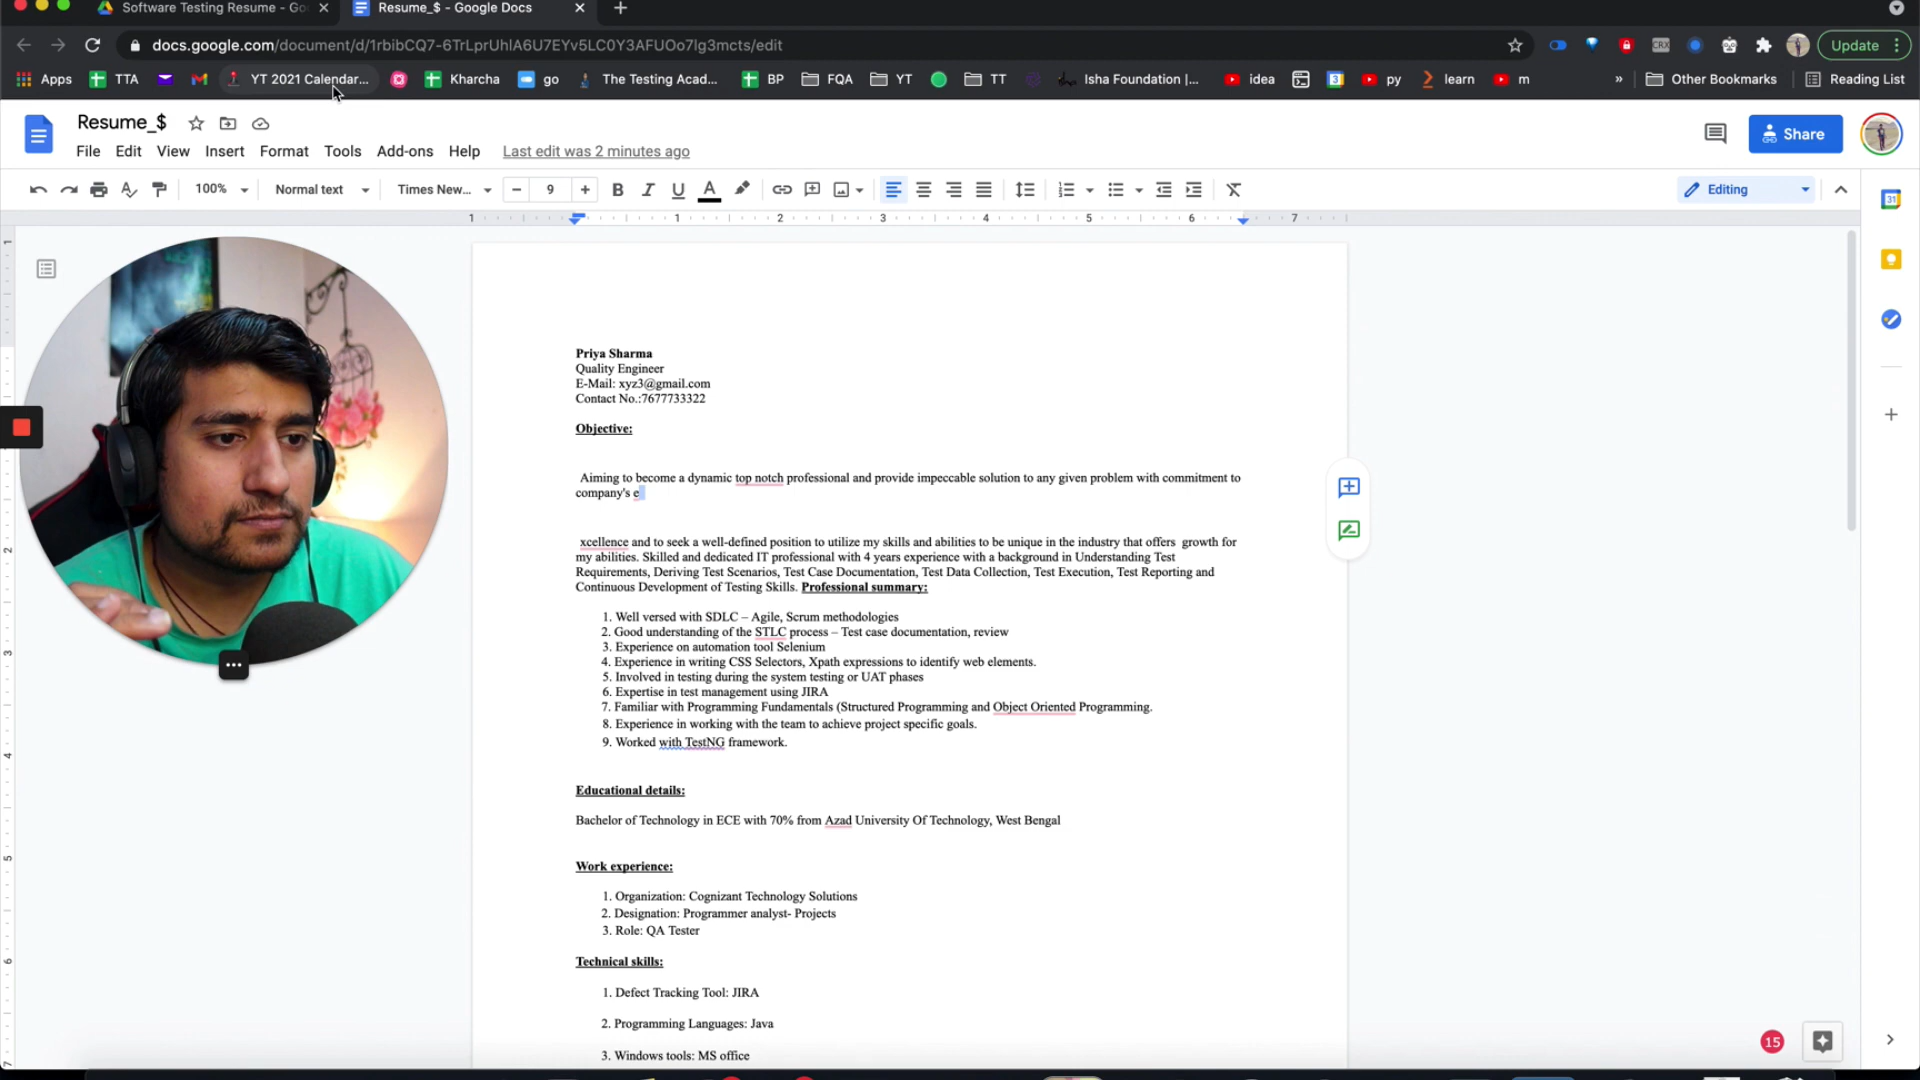 Software Testing Resume - Go
Resume_$ - Google Docs
docs.google.com/document/d/1rbibCQ7-6TrLprUhlA6U7EYv5LC0Y3AFUOo7lg3mcts/edit
Update
Apps TTA YT 2021 Calendar... Kharcha go The Testing Acad... BP FQA YT TT Isha Foundation |... idea py learn m » Other Bookmarks Reading List
Resume_$
File Edit View Insert Format Tools Add-ons Help Last edit was 2 minutes ago
Share
100% Normal text Times New... 9 B I U A Editing
1 1 2 3 4 5 6 7
Priya Sharma
Quality Engineer
E-Mail: xyz3@gmail.com
Contact No.:7677733322
Objective:
Aiming to become a dynamic top notch professional and provide impeccable solution to any given problem with commitment to
company's e
xcellence and to seek a well-defined position to utilize my skills and abilities to be unique in the industry that offers growth for
my abilities. Skilled and dedicated IT professional with 4 years experience with a background in Understanding Test
Requirements, Deriving Test Scenarios, Test Case Documentation, Test Data Collection, Test Execution, Test Reporting and
Continuous Development of Testing Skills. Professional summary:
1. Well versed with SDLC – Agile, Scrum methodologies
2. Good understanding of the STLC process – Test case documentation, review
3. Experience on automation tool Selenium
4. Experience in writing CSS Selectors, Xpath expressions to identify web elements.
5. Involved in testing during the system testing or UAT phases
6. Expertise in test management using JIRA
7. Familiar with Programming Fundamentals (Structured Programming and Object Oriented Programming.
8. Experience in working with the team to achieve project specific goals.
9. Worked with TestNG framework.
Educational details:
Bachelor of Technology in ECE with 70% from Azad University Of Technology, West Bengal
Work experience:
1. Organization: Cognizant Technology Solutions
2. Designation: Programmer analyst- Projects
3. Role: QA Tester
Technical skills:
1. Defect Tracking Tool: JIRA
2. Programming Languages: Java
3. Windows tools: MS office
15